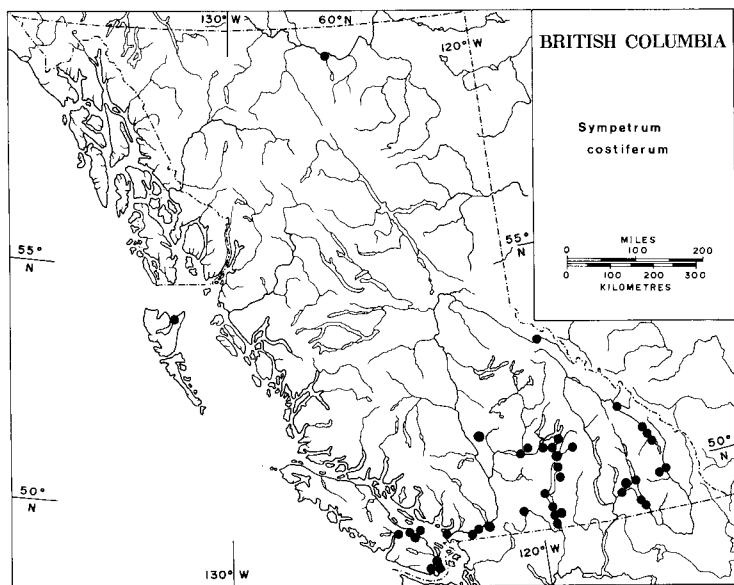 130° W
60° N
120° W
BRITISH COLUMBIA
Sympetrum
costiferum
MILES
0 100 200
0 100 200 300
KILOMETRES
55°
N
55°
N
50°
N
50°
N
130°
W
120°
W